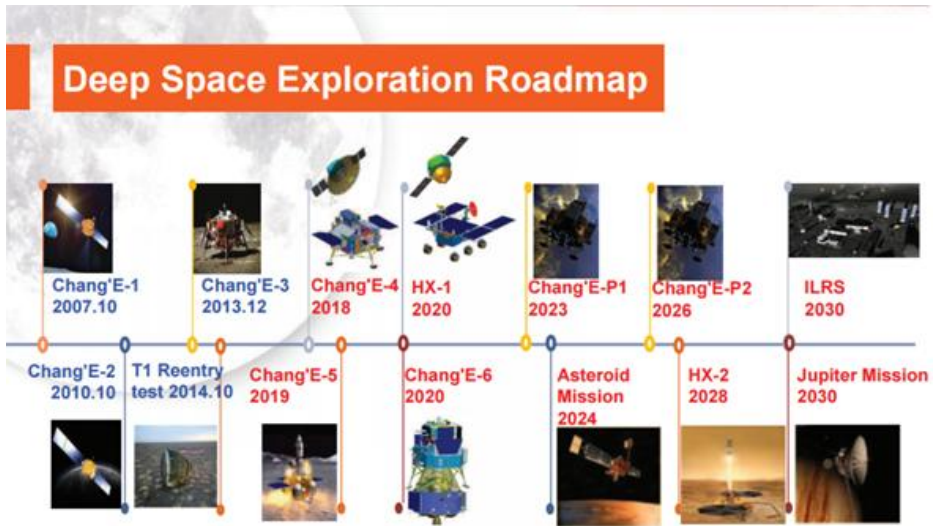 Deep Space Exploration Roadmap
Chang'E-1
2007.10
Chang'E-3
2013.12
Chang'E-4
2018
HX-1
2020
Chang'E-P1
2023
Chang'E-P2
2026
ILRS
2030
Chang'E-2
2010.10
T1 Reentry
test 2014.10
Chang'E-5
2019
Chang'E-6
2020
Asteroid
Mission
2024
HX-2
2028
Jupiter Mission
2030